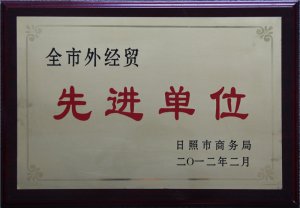 全市外经贸
先进单位
日照市商务局
二〇一二年二月